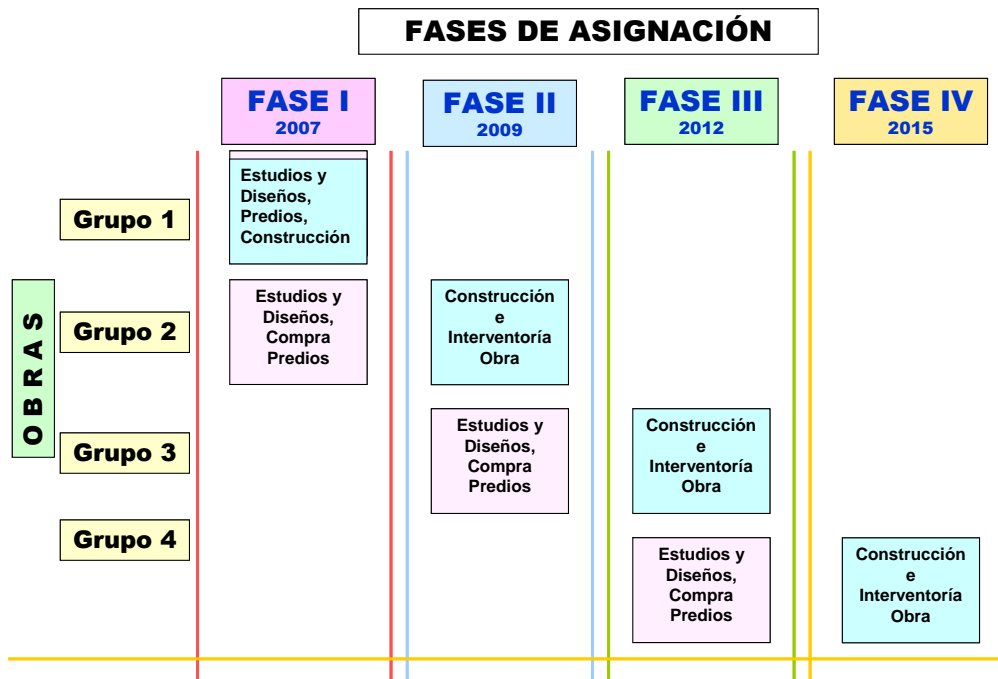 FASES DE ASIGNACIÓN
FASE I
2007
FASE II
2009
FASE III
2012
FASE IV
2015
OBRAS
Grupo 1
Estudios y
Diseños,
Predios,
Construcción
Grupo 2
Estudios y
Diseños,
Compra
Predios
Construcción
e
Interventoría
Obra
Grupo 3
Estudios y
Diseños,
Compra
Predios
Construcción
e
Interventoría
Obra
Grupo 4
Estudios y
Diseños,
Compra
Predios
Construcción
e
Interventoría
Obra